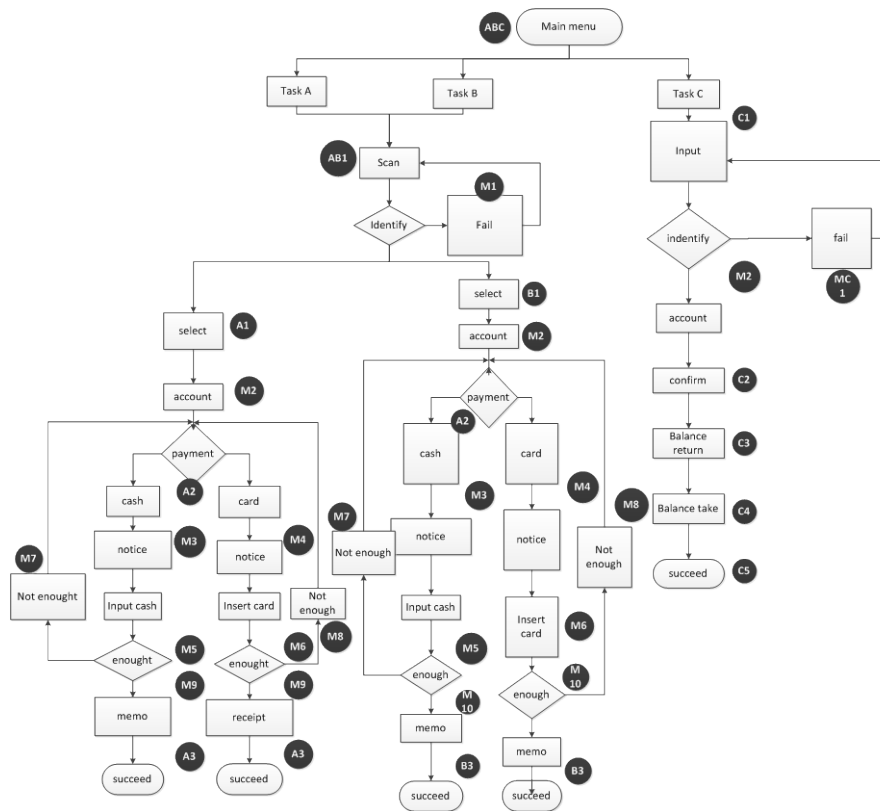 ABC
Main menu
Task A
Task B
Task C
C1
Input
AB1
Scan
M1
Identify
Fail
indentify
fail
M2
MC
1
select
B1
A1
select
account
M2
account
account
M2
confirm
C2
payment
A2
cash
card
Balance
return
C3
payment
A2
cash
card
M3
M4
Balance take
C4
M7
M8
notice
M3
notice
M4
M7
Not enough
notice
notice
Not
enough
succeed
C5
Not enought
Input cash
Insert card
Not
enough
M8
Input cash
Insert
card
M6
enought
M5
enought
M6
M5
enough
M9
M9
M
10
enough
M
10
memo
receipt
memo
memo
A3
A3
B3
B3
succeed
succeed
succeed
succeed